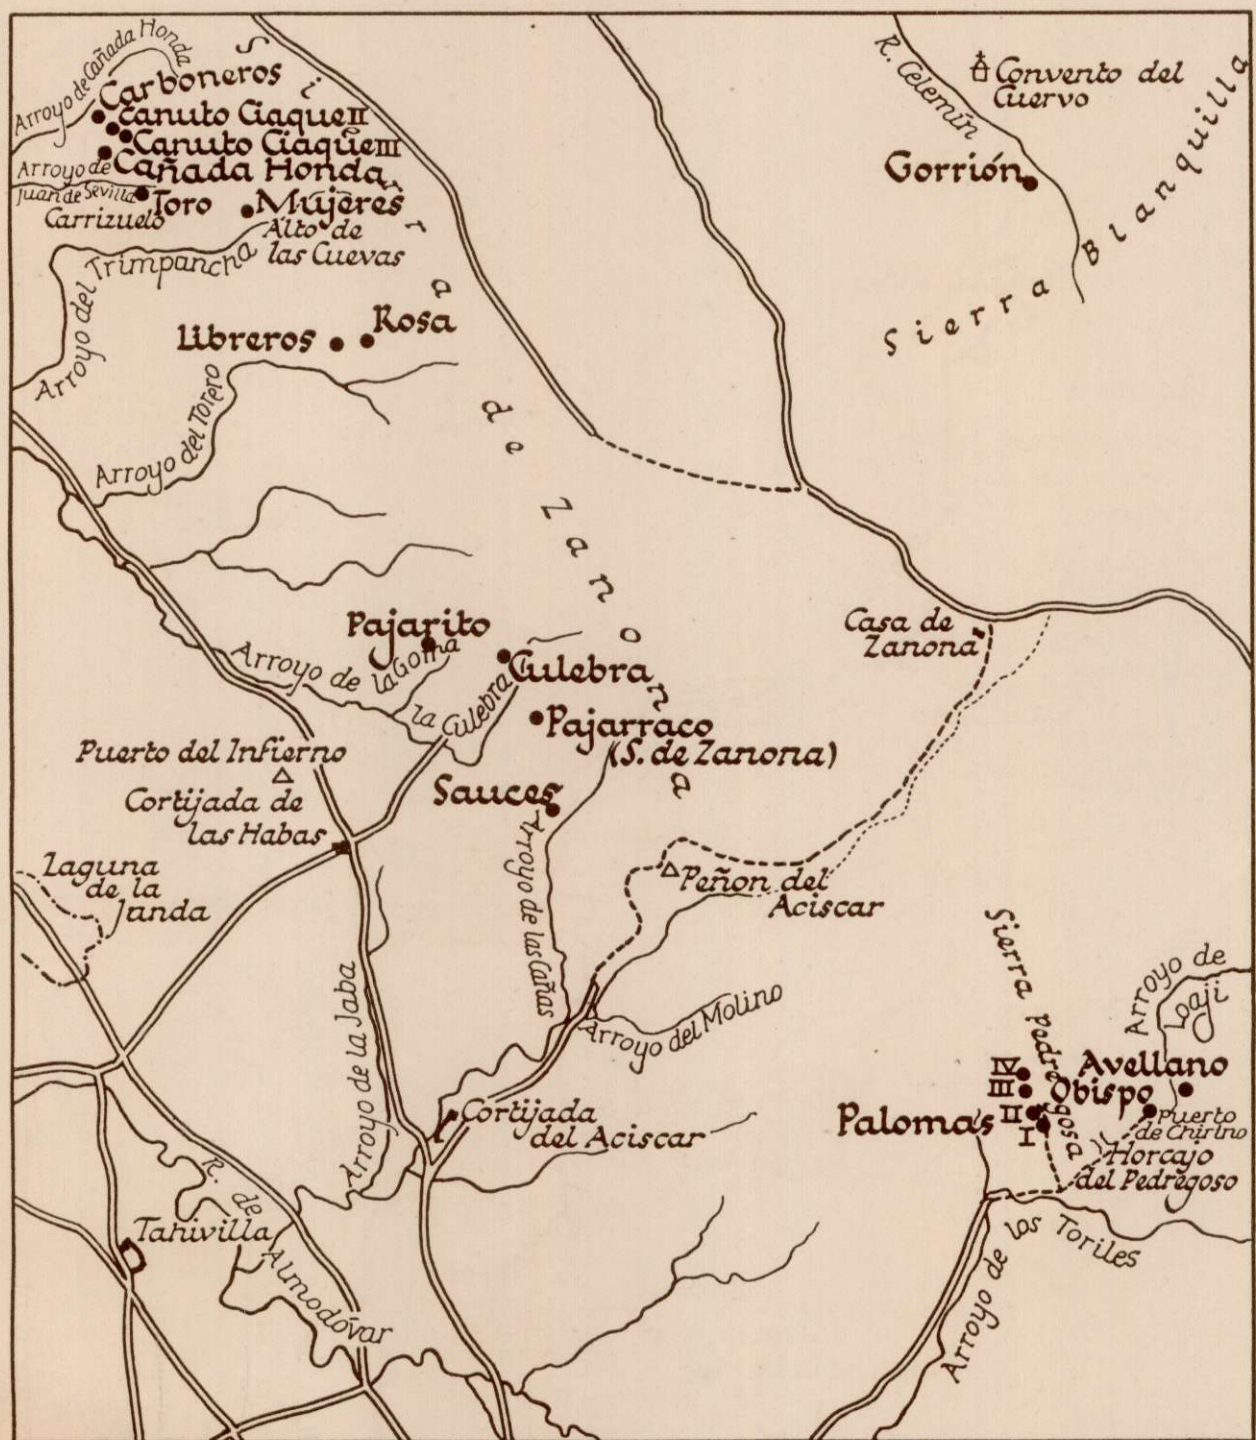 Arroyo de Cañada Honda
Carboneros
Canuto Ciaque II
Canuto Ciaque III
Arroyo de
Cañada Honda
Juan de Sevilla
Toro
Carrizuelo
Mujeres
Alto de
las Cuevas
Arroyo del Trimpancha
Sierra de Zanona
R. Celemín
Convento del
Cuervo
Gorrión
Sierra Blanquilla
Libreros
Rosa
Arroyo del Torero
Pajarito
Arroyo de la Goma
Culebra
la Culebra
Casa de
Zanona
Pajarraco
(S. de Zanona)
Puerto del Infierno
Cortijada de
las Habas
Sauces
Arroyo de las Cañas
Laguna
de la
Janda
Peñon del
Aciscar
Arroyo de la Jaba
Arroyo del Molino
Cortijada
del Aciscar
Sierra Pedregosa
Arroyo de
Loaji
Avellano
IV
III
Obispo
Palomas
II
I
Puerto
de Chirino
Horcajo
del Pedregoso
R. de Almodóvar
Tahivilla
Arroyo de los Toriles